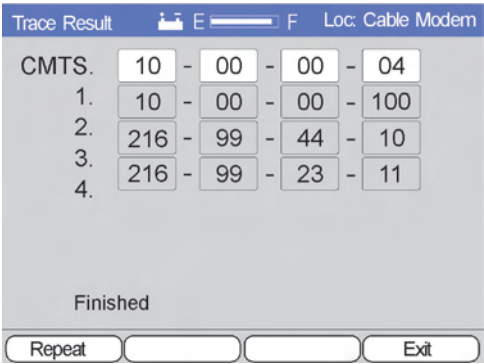 Trace Result E F Loc: Cable Modem
CMTS. 10 - 00 - 00 - 04
1. 10 - 00 - 00 - 100
2. 216 - 99 - 44 - 10
3. 216 - 99 - 23 - 11
4.
Finished
Repeat Exit